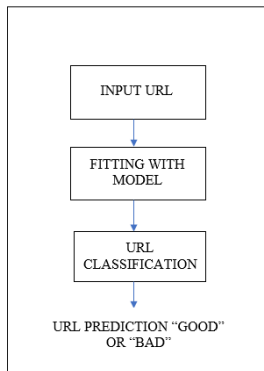 INPUT URL
FITTING WITH
MODEL
URL
CLASSIFICATION
URL PREDICTION “GOOD”
OR “BAD”